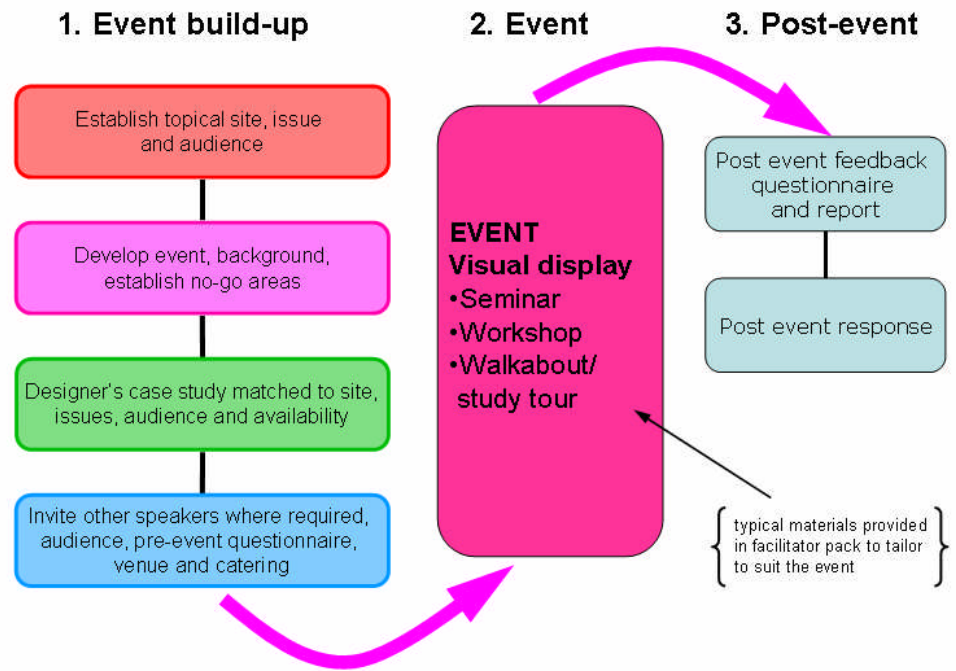 1. Event build-up
Establish topical site, issue
and audience
Develop event, background,
establish no-go areas
Designer's case study matched to site,
issues, audience and availability
Invite other speakers where required,
audience, pre-event questionnaire,
venue and catering
2. Event
EVENT
Visual display
•Seminar
•Workshop
•Walkabout/
study tour
3. Post-event
Post event feedback
questionnaire
and report
Post event response
typical materials provided
in facilitator pack to tailor
to suit the event